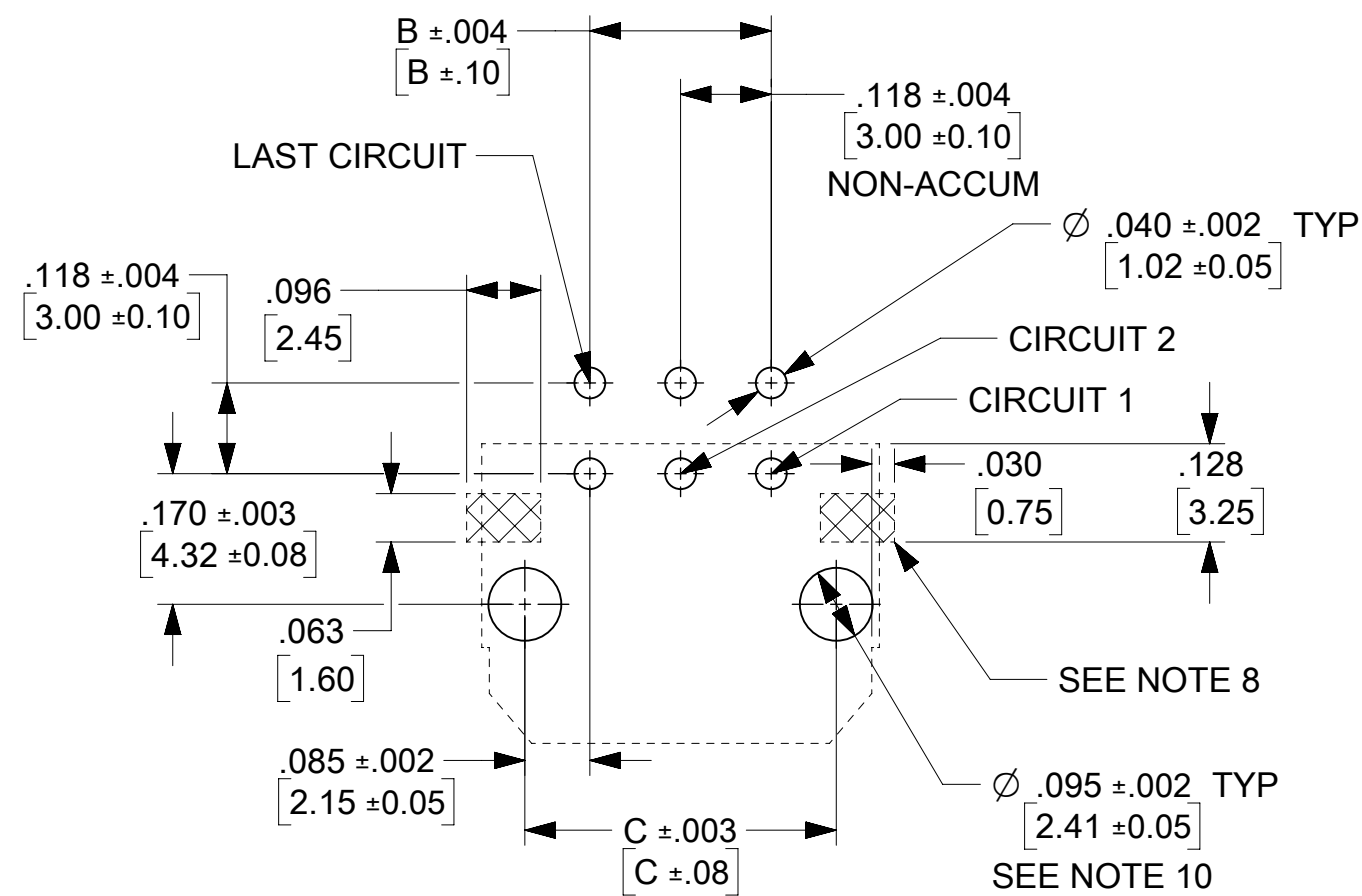 B ±.004
[B ±.10]
.118 ±.004
[3.00 ±0.10]
NON-ACCUM
LAST CIRCUIT
Ø .040 ±.002 TYP
[1.02 ±0.05]
.118 ±.004
[3.00 ±0.10]
.096
[2.45]
CIRCUIT 2
CIRCUIT 1
.030
[0.75]
.128
[3.25]
.170 ±.003
[4.32 ±0.08]
.063
[1.60]
SEE NOTE 8
.085 ±.002
[2.15 ±0.05]
C ±.003
[C ±.08]
Ø .095 ±.002 TYP
[2.41 ±0.05]
SEE NOTE 10